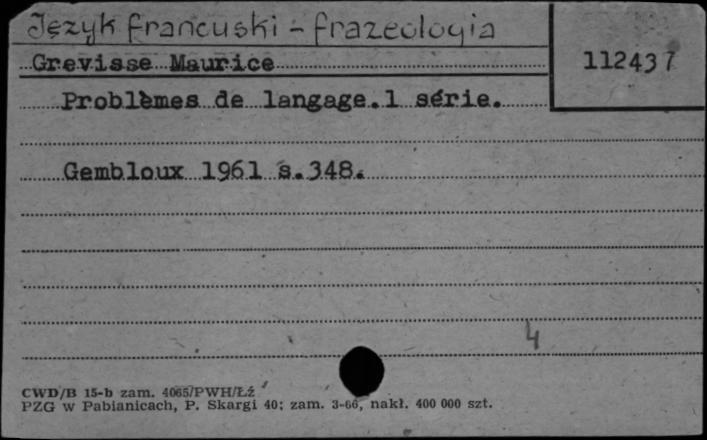 Język francuski - frazeologia
Grevisse Maurice
112437
Problèmes de langage.1 série.
Gembloux 1961 s.348.
4
CWD/B 15-b zam. 4065/PWH/Łź
PZG w Pabianicach, P. Skargi 40; zam. 3-66, nakł. 400 000 szt.